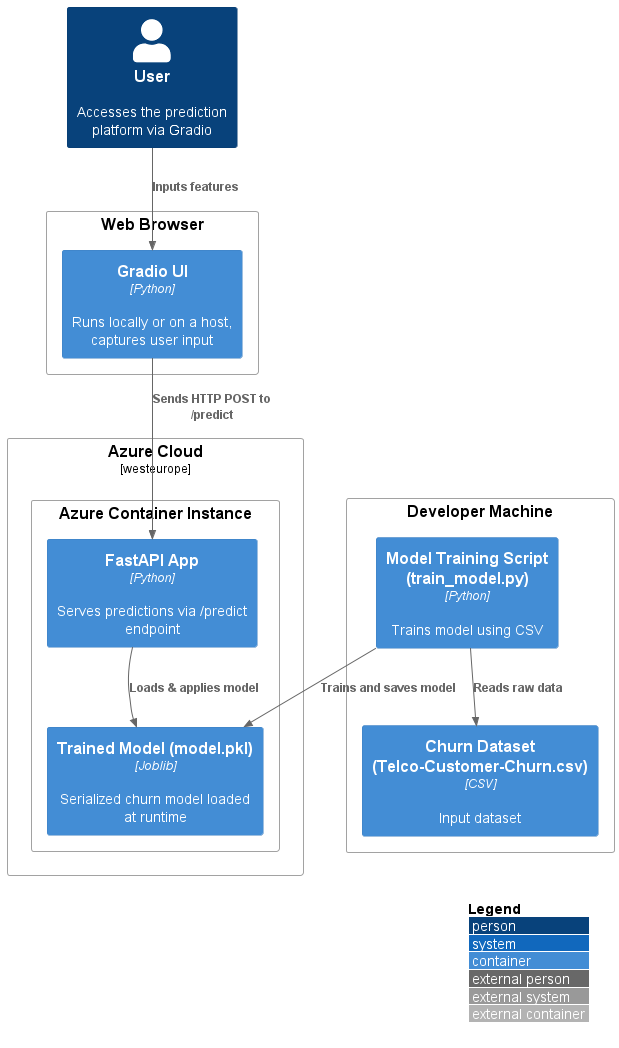 User
Accesses the prediction
platform via Gradio
Inputs features
Web Browser
Gradio UI
[Python]
Runs locally or on a host,
captures user input
Sends HTTP POST to
/predict
Azure Cloud
[westeurope]
Azure Container Instance
FastAPI App
[Python]
Serves predictions via /predict
endpoint
Developer Machine
Model Training Script
(train_model.py)
[Python]
Trains model using CSV
Loads & applies model
Trains and saves model
Reads raw data
Trained Model (model.pkl)
[Joblib]
Serialized churn model loaded
at runtime
Churn Dataset
(Telco-Customer-Churn.csv)
[CSV]
Input dataset
Legend
person
system
container
external person
external system
external container